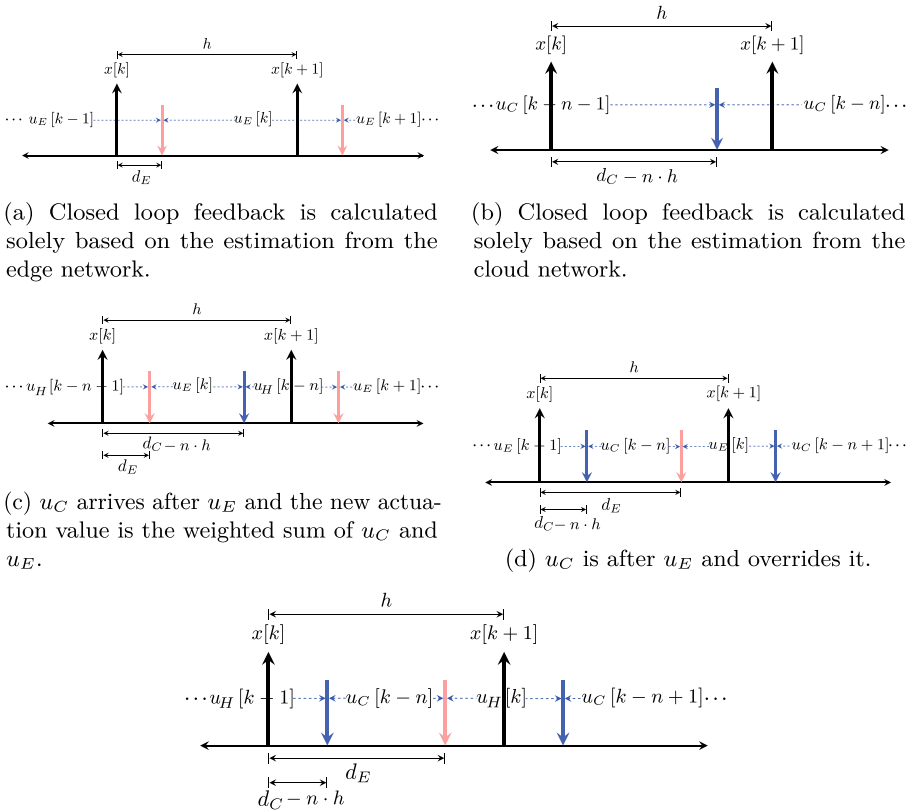 h
x[k] x[k+1]
··· u_E [k−1] u_E [k] u_E [k+1] ···
d_E
(a) Closed loop feedback is calculated
solely based on the estimation from the
edge network.
h
x[k] x[k+1]
··· u_C [k−n−1] u_C [k−n] ···
d_C − n · h
(b) Closed loop feedback is calculated
solely based on the estimation from the
cloud network.
h
x[k] x[k+1]
··· u_H [k−n−1] u_E [k] u_H [k−n] u_E [k+1] ···
d_C − n · h
d_E
(c) u_C arrives after u_E and the new actu-
ation value is the weighted sum of u_C and
u_E.
h
x[k] x[k+1]
··· u_E [k−1] u_C [k−n] u_E [k] u_C [k−n+1] ···
d_E
d_C − n · h
(d) u_C is after u_E and overrides it.
h
x[k] x[k+1]
··· u_H [k−1] u_C [k−n] u_H [k] u_C [k−n+1] ···
d_E
d_C − n · h